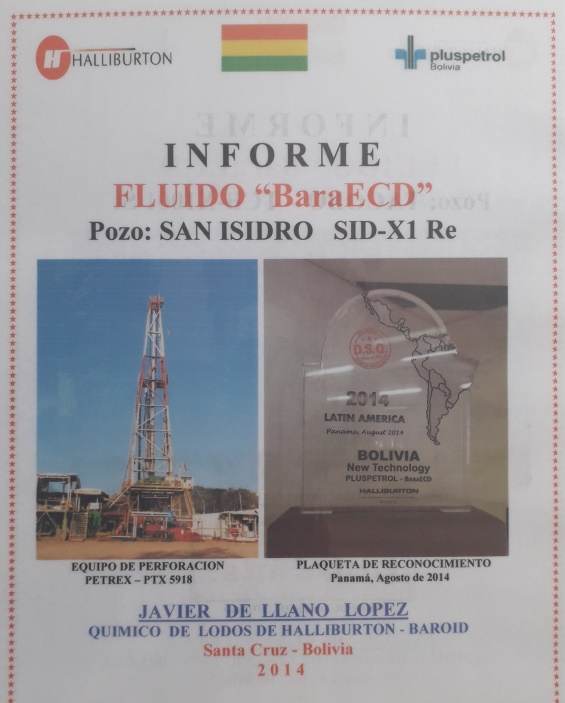 HALLIBURTON
pluspetrol
Bolivia
INFORME
FLUIDO “BaraECD”
Pozo: SAN ISIDRO SID-X1 Re
D.S.O.
2014
LATIN AMERICA
Panama, August 2014
BOLIVIA
New Technology
PLUSPETROL - BaraECD
HALLIBURTON
EQUIPO DE PERFORACION
PETREX – PTX 5918
PLAQUETA DE RECONOCIMIENTO
Panamá, Agosto de 2014
JAVIER DE LLANO LOPEZ
QUIMICO DE LODOS DE HALLIBURTON - BAROID
Santa Cruz - Bolivia
2014